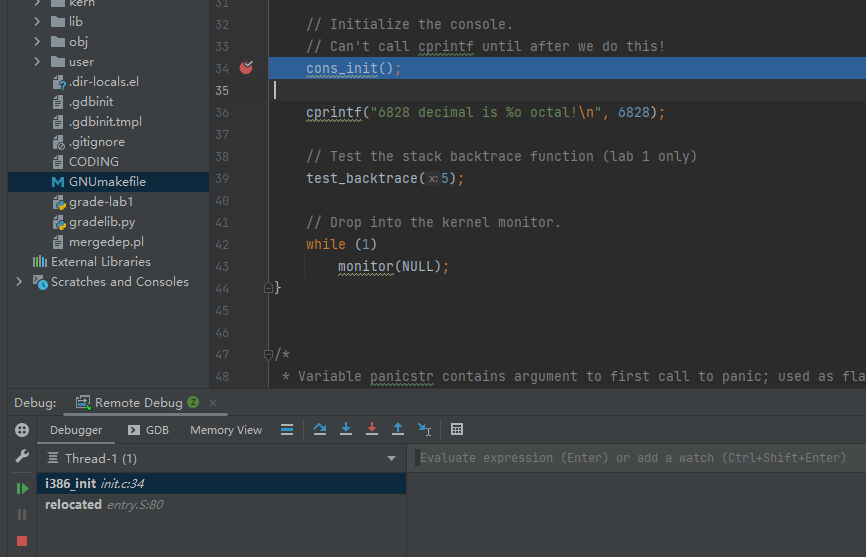 kern
lib
obj
user
.dir-locals.el
.gdbinit
.gdbinit.tmpl
.gitignore
CODING
GNUmakefile
grade-lab1
gradelib.py
mergedep.pl
External Libraries
Scratches and Consoles
31
32 // Initialize the console.
33 // Can't call cprintf until after we do this!
34 cons_init();
35
36 cprintf("6828 decimal is %o octal!\n", 6828);
37
38 // Test the stack backtrace function (lab 1 only)
39 test_backtrace( x: 5);
40
41 // Drop into the kernel monitor.
42 while (1)
43 monitor(NULL);
44 }
45
46
47 /*
48 * Variable panicstr contains argument to first call to panic; used as fla
Debug: Remote Debug Z
Debugger GDB Memory View
Thread-1 (1)
Evaluate expression (Enter) or add a watch (Ctrl+Shift+Enter)
i386_init init.c:34
relocated entry.S:80